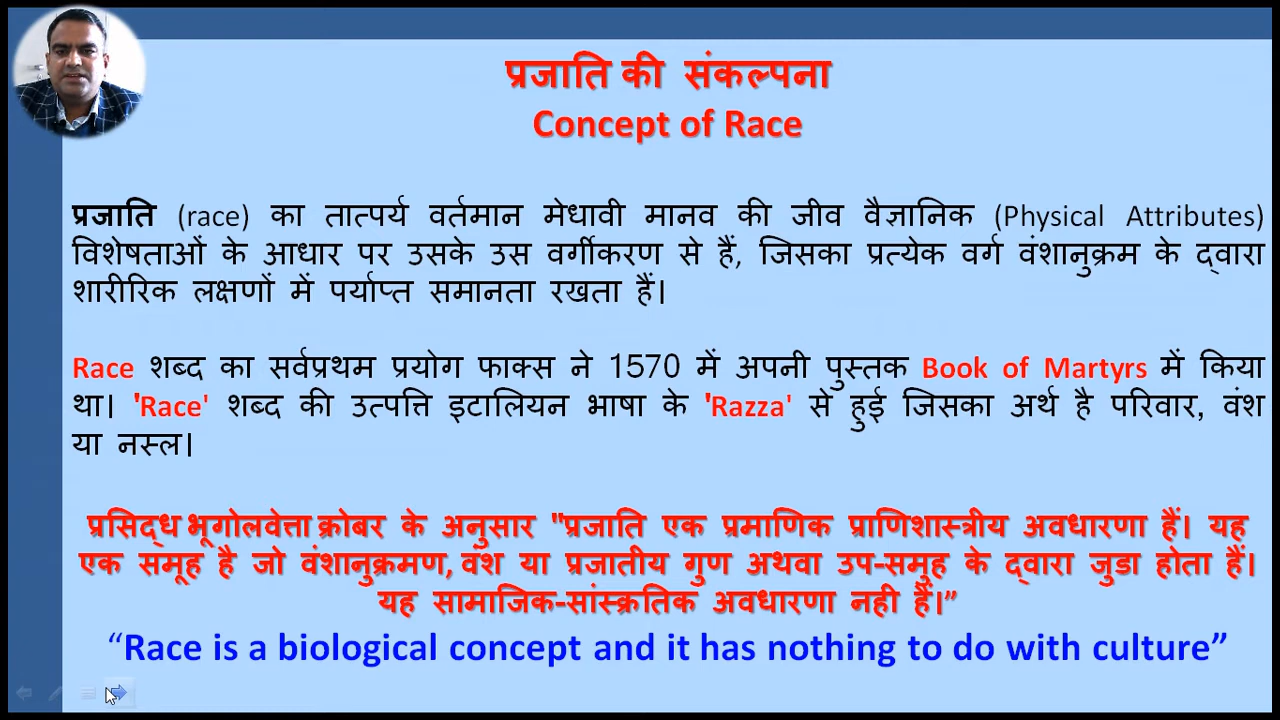 प्रजाति की संकल्पना
Concept of Race
प्रजाति (race) का तात्पर्य वर्तमान मेधावी मानव की जीव वैज्ञानिक (Physical Attributes)
विशेषताओं के आधार पर उसके उस वर्गीकरण से हैं, जिसका प्रत्येक वर्ग वंशानुक्रम के द्वारा
शारीरिक लक्षणों में पर्याप्त समानता रखता हैं।
Race शब्द का सर्वप्रथम प्रयोग फाक्स ने 1570 में अपनी पुस्तक Book of Martyrs में किया
था। 'Race' शब्द की उत्पत्ति इटालियन भाषा के 'Razza' से हुई जिसका अर्थ है परिवार, वंश
या नस्ल।
प्रसिद्ध भूगोलवेत्ता क्रोबर के अनुसार "प्रजाति एक प्रमाणिक प्राणिशास्त्रीय अवधारणा हैं। यह
एक समूह है जो वंशानुक्रमण, वंश या प्रजातीय गुण अथवा उप-समुह के द्वारा जुडा होता हैं।
यह सामाजिक-सांस्क्रतिक अवधारणा नही हैं।”
“Race is a biological concept and it has nothing to do with culture”